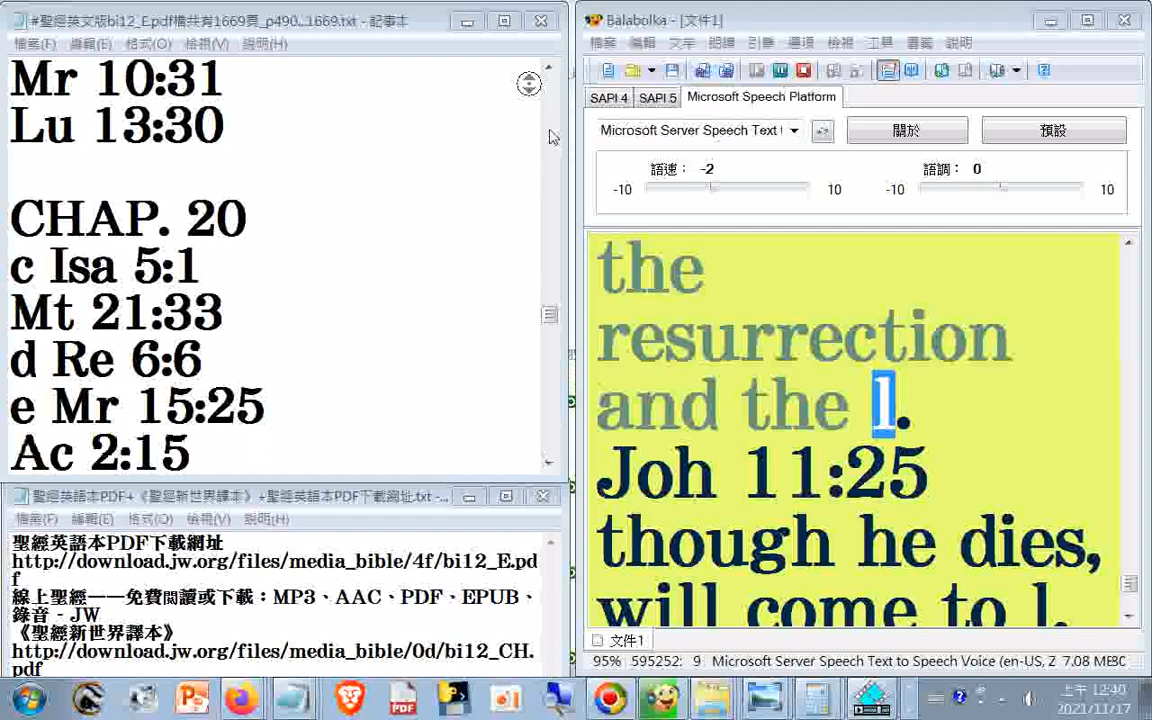 #聖經英文版bi12_E.pdf檔共有1669頁_p490...1669.txt - 記事本
檔案(F) 編輯(E) 格式(O) 檢視(V) 說明(H)
Mr 10:31
Lu 13:30
CHAP. 20
c Isa 5:1
Mt 21:33
d Re 6:6
e Mr 15:25
Ac 2:15
聖經英語本PDF+《聖經新世界譯本》+聖經英語本PDF下載網址.txt - ...
檔案(F) 編輯(E) 格式(O) 檢視(V) 說明(H)
聖經英語本PDF下載網址
http://download.jw.org/files/media_bible/4f/bi12_E.pd
f
線上聖經——免費閱讀或下載：MP3、AAC、PDF、EPUB、
錄音 - JW
《聖經新世界譯本》
http://download.jw.org/files/media_bible/0d/bi12_CH.
pdf
Balabolka - [文件1]
檔案 編輯 文字 朗讀 引擎 選項 檢視 工具 書籤 說明
SAPI 4 SAPI 5 Microsoft Speech Platform
Microsoft Server Speech Text 關於 預設
語速： -2 語調： 0
-10 10 -10 10
the
resurrection
and the l.
Joh 11:25
though he dies,
will come to l.
文件1
95% 595252: 9 Microsoft Server Speech Text to Speech Voice (en-US, Z 7.08 MB
上午 12:40
2021/11/17